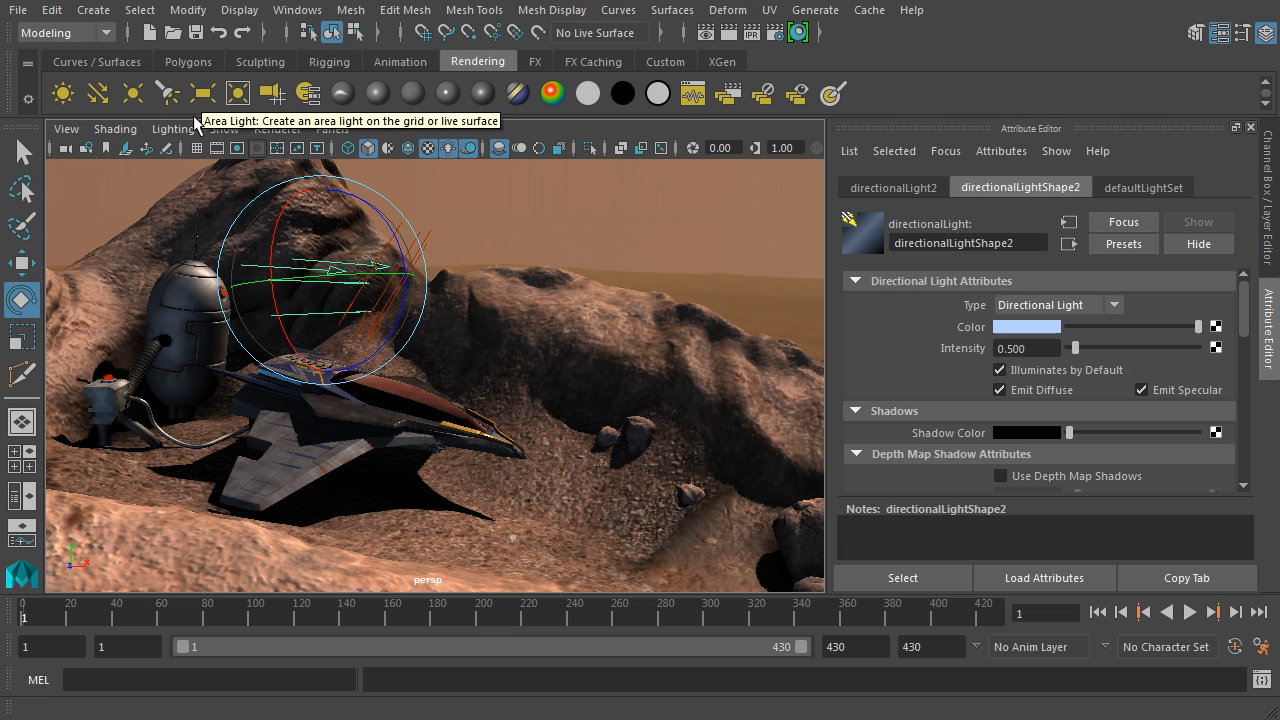 File Edit Create Select Modify Display Windows Mesh Edit Mesh Mesh Tools Mesh Display Curves Surfaces Deform UV Generate Cache Help
Modeling No Live Surface
Curves / Surfaces Polygons Sculpting Rigging Animation Rendering FX FX Caching Custom XGen
Area Light: Create an area light on the grid or live surface
View Shading Lighting Show Renderer Panels
0.00 1.00
persp
Attribute Editor
List Selected Focus Attributes Show Help
directionalLight2 directionalLightShape2 defaultLightSet
directionalLight:
directionalLightShape2
Focus Show
Presets Hide
Directional Light Attributes
Type Directional Light
Color
Intensity 0.500
Illuminates by Default
Emit Diffuse Emit Specular
Shadows
Shadow Color
Depth Map Shadow Attributes
Use Depth Map Shadows
Notes: directionalLightShape2
Select Load Attributes Copy Tab
Channel Box / Layer Editor
Attribute Editor
0 20 40 60 80 100 120 140 160 180 200 220 240 260 280 300 320 340 360 380 400 420
1 1
1 1 1 430 430 430 No Anim Layer No Character Set
MEL